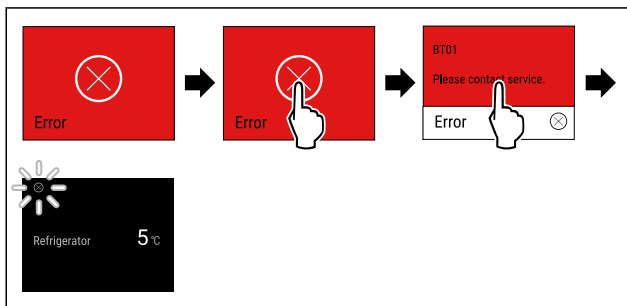 Error
Error
BT01
Please contact service.
Error
Refrigerator 5 °C